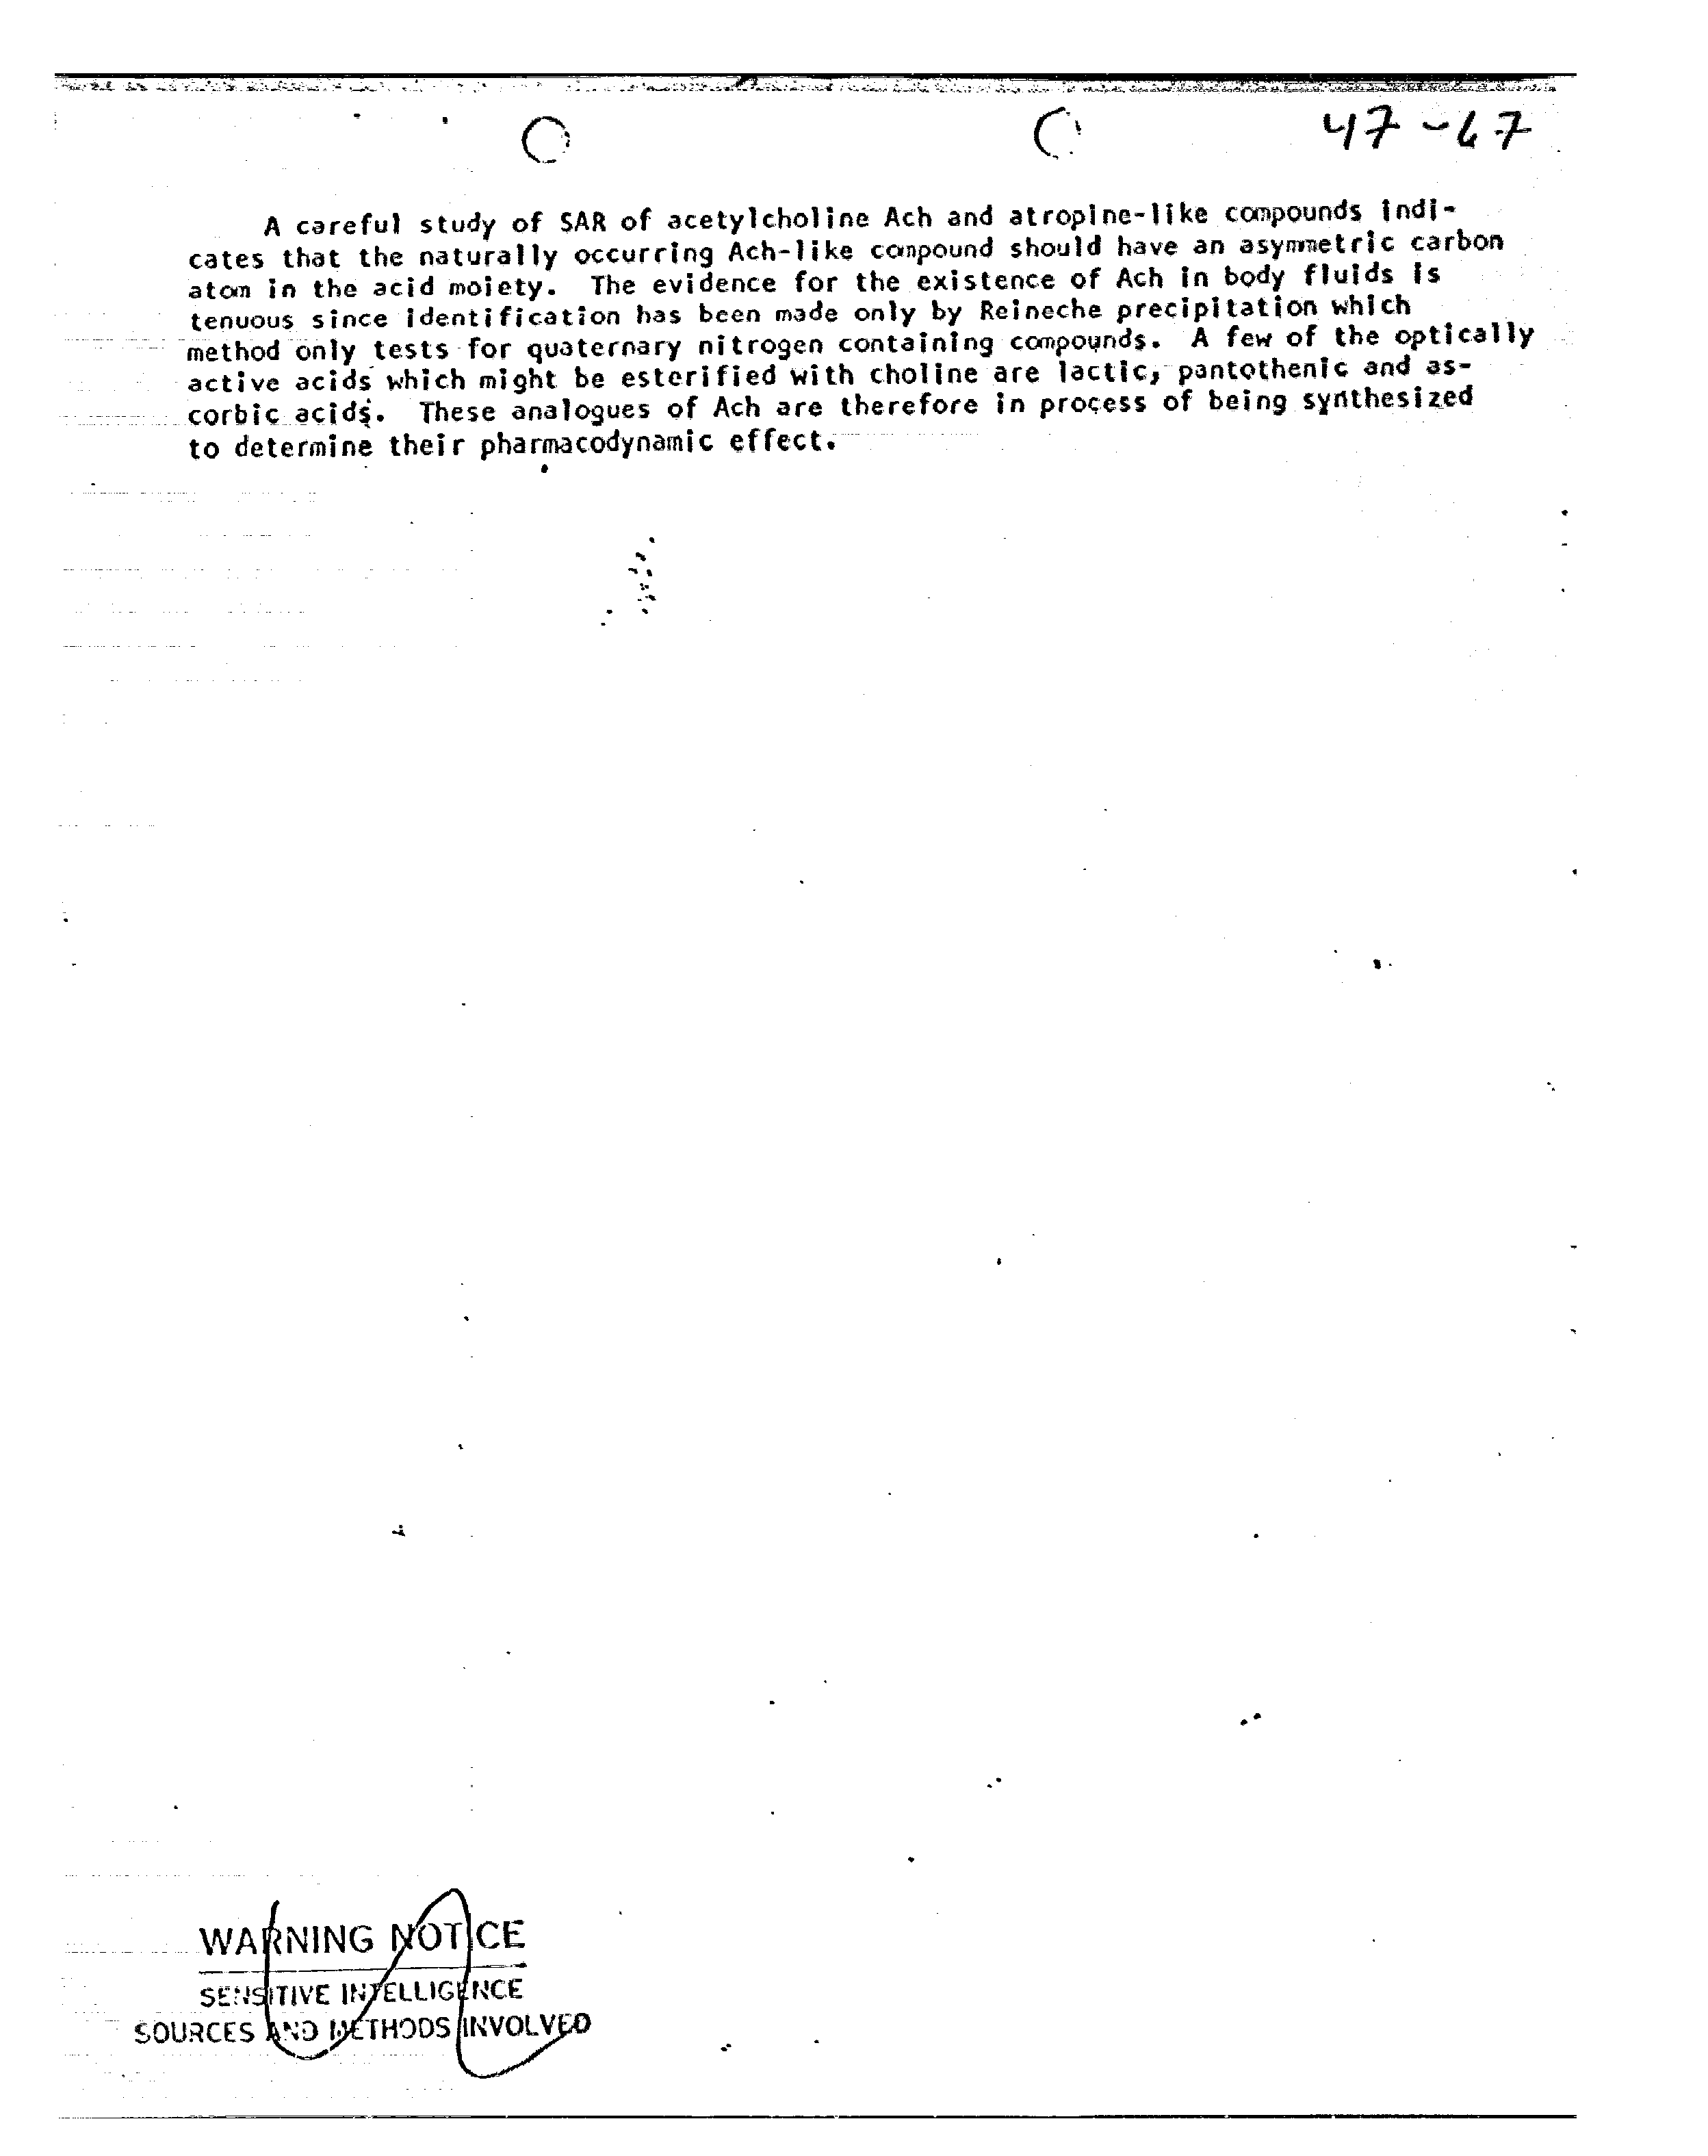 47-67
A careful study of SAR of acetylcholine Ach and atropine-like compounds indi-
cates that the naturally occurring Ach-like compound should have an asymmetric carbon
atom in the acid moiety. The evidence for the existence of Ach in body fluids is
tenuous since identification has been made only by Reineche precipitation which
method only tests for quaternary nitrogen containing compounds. A few of the optically
active acids which might be esterified with choline are lactic, pantothenic and as-
corbic acids. These analogues of Ach are therefore in process of being synthesized
to determine their pharmacodynamic effect.
WARNING NOTICE
SENSITIVE INTELLIGENCE
SOURCES AND METHODS INVOLVED